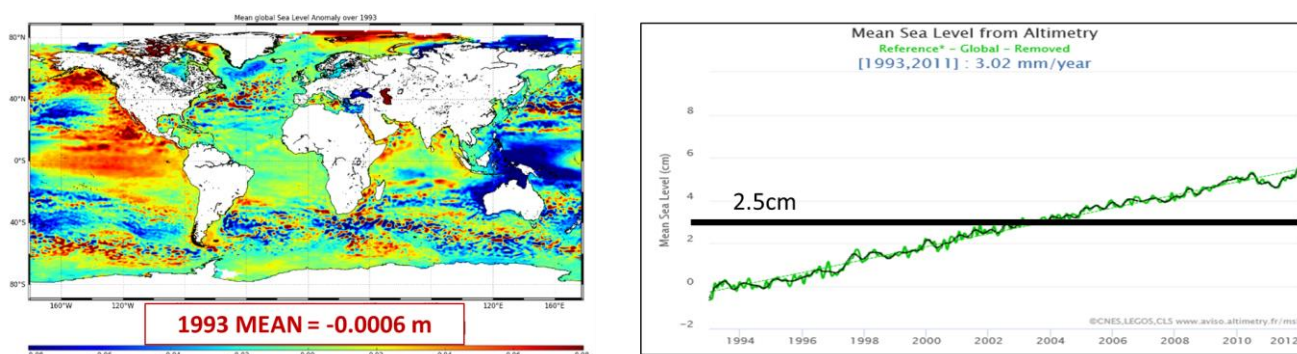 Mean global Sea Level Anomaly over 1993
80°N
40°N
0°S
40°S
80°S
160°W 120°W 120°E 160°E
1993 MEAN = -0.0006 m
Mean Sea Level from Altimetry
Reference* - Global - Removed
[1993,2011] : 3.02 mm/year
Mean Sea Level (cm)
8
6
4
2.5cm
2
0
-2
©CNES,LEGOS,CLS www.aviso.altimetry.fr/msl
1994 1996 1998 2000 2002 2004 2006 2008 2010 2012